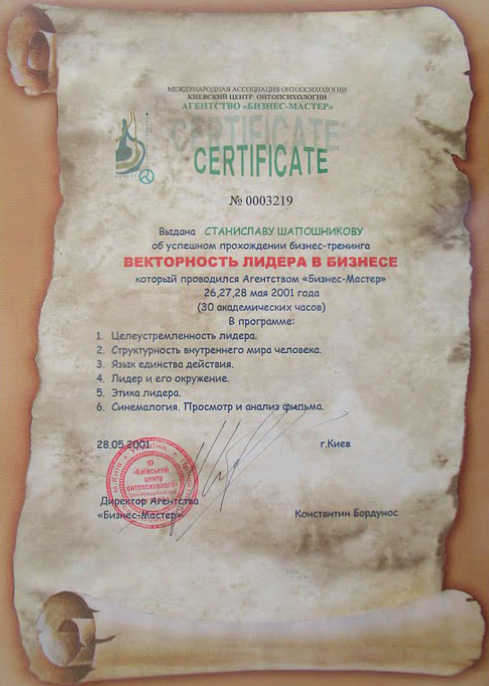 МЕЖДУНАРОДНАЯ АССОЦИАЦИЯ ОНТОПСИХОЛОГИИ
КИЕВСКИЙ ЦЕНТР ОНТОПСИХОЛОГИИ
АГЕНТСТВО «БИЗНЕС-МАСТЕР»
CERTIFICATE
CERTIFICATE
№ 0003219
Выдана СТАНИСЛАВУ ШАПОШНИКОВУ
об успешном прохождении бизнес-тренинга
ВЕКТОРНОСТЬ ЛИДЕРА В БИЗНЕСЕ
который проводился Агентством «Бизнес-Мастер»
26,27,28 мая 2001 года
(30 академических часов)
В программе:
1. Целеустремленность лидера.
2. Структурность внутреннего мира человека.
3. Язык единства действия.
4. Лидер и его окружение.
5. Этика лидера.
6. Синемалогия. Просмотр и анализ фильма.
28.05.2001 г.Киев
м.Київ * Україна *
«Київський
центр
онтопсихології»
Директор Агентства
«Бизнес-Мастер» Константин Бордунос